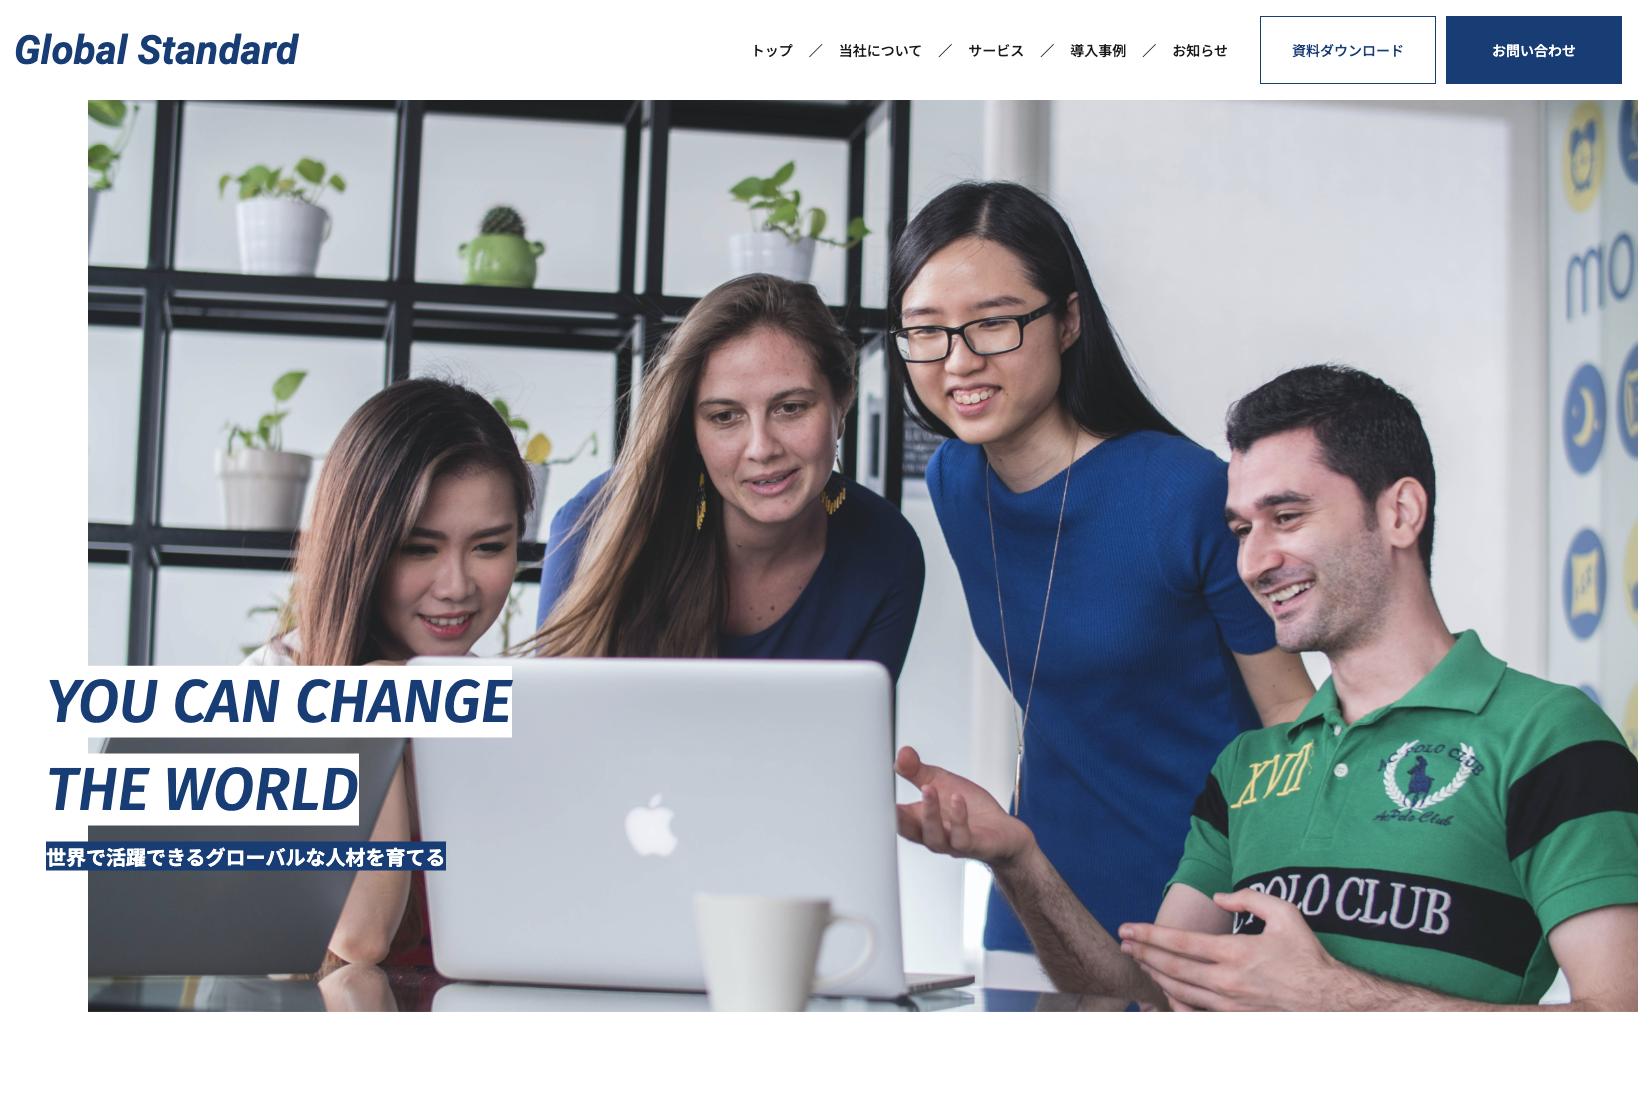 Global Standard
トップ ／ 当社について ／ サービス ／ 導入事例 ／ お知らせ
資料ダウンロード
お問い合わせ
mo
YOU CAN CHANGE
THE WORLD
世界で活躍できるグローバルな人材を育てる
XVII
POLO CLUB